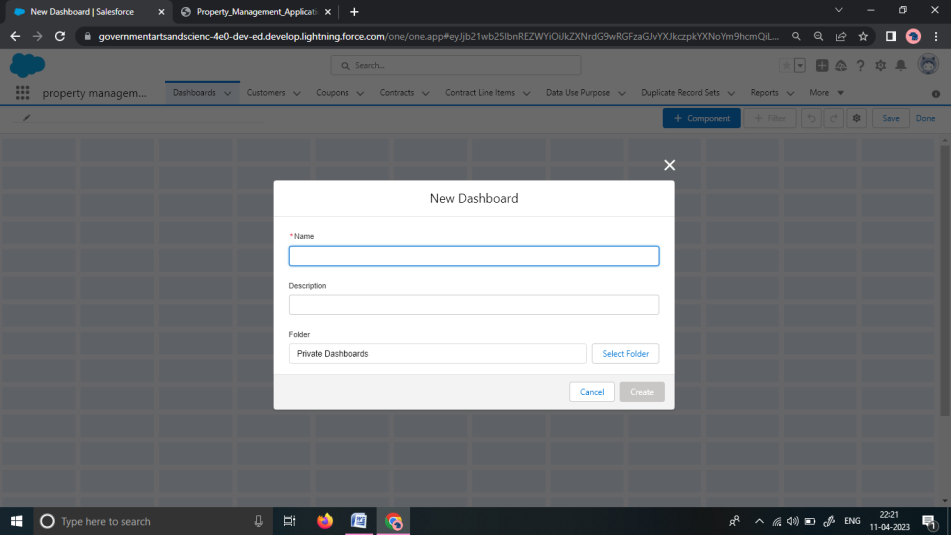 New Dashboard | Salesforce
Property_Management_Applicati
governmentartsandscienc-4e0-dev-ed.develop.lightning.force.com/one/one.app#eyJjb21wb25lbnREZWYiOiJkZXNrdG9wRGFzaGJvYXJkczpkYXNoYm9hcmQiL...
Search...
property managem...
Dashboards
Customers
Coupons
Contracts
Contract Line Items
Data Use Purpose
Duplicate Record Sets
Reports
More
+ Component
+ Filter
Save
Done
New Dashboard
* Name
Description
Folder
Private Dashboards
Select Folder
Cancel
Create
Type here to search
ENG
22:21
11-04-2023
1